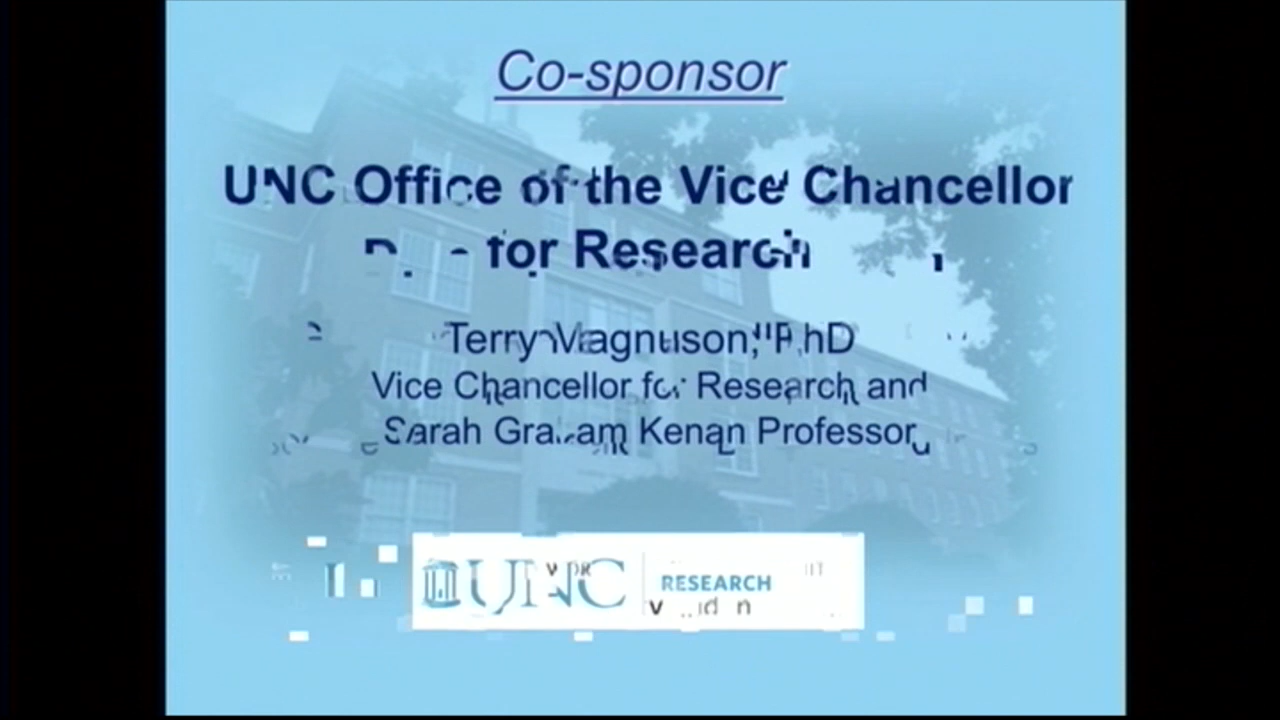 Co-sponsor
UNC Office of the Vice Chancellor
for Research
Terry Magnuson, PhD
Vice Chancellor for Research and
Sarah Graham Kenan Professor
UNC RESEARCH